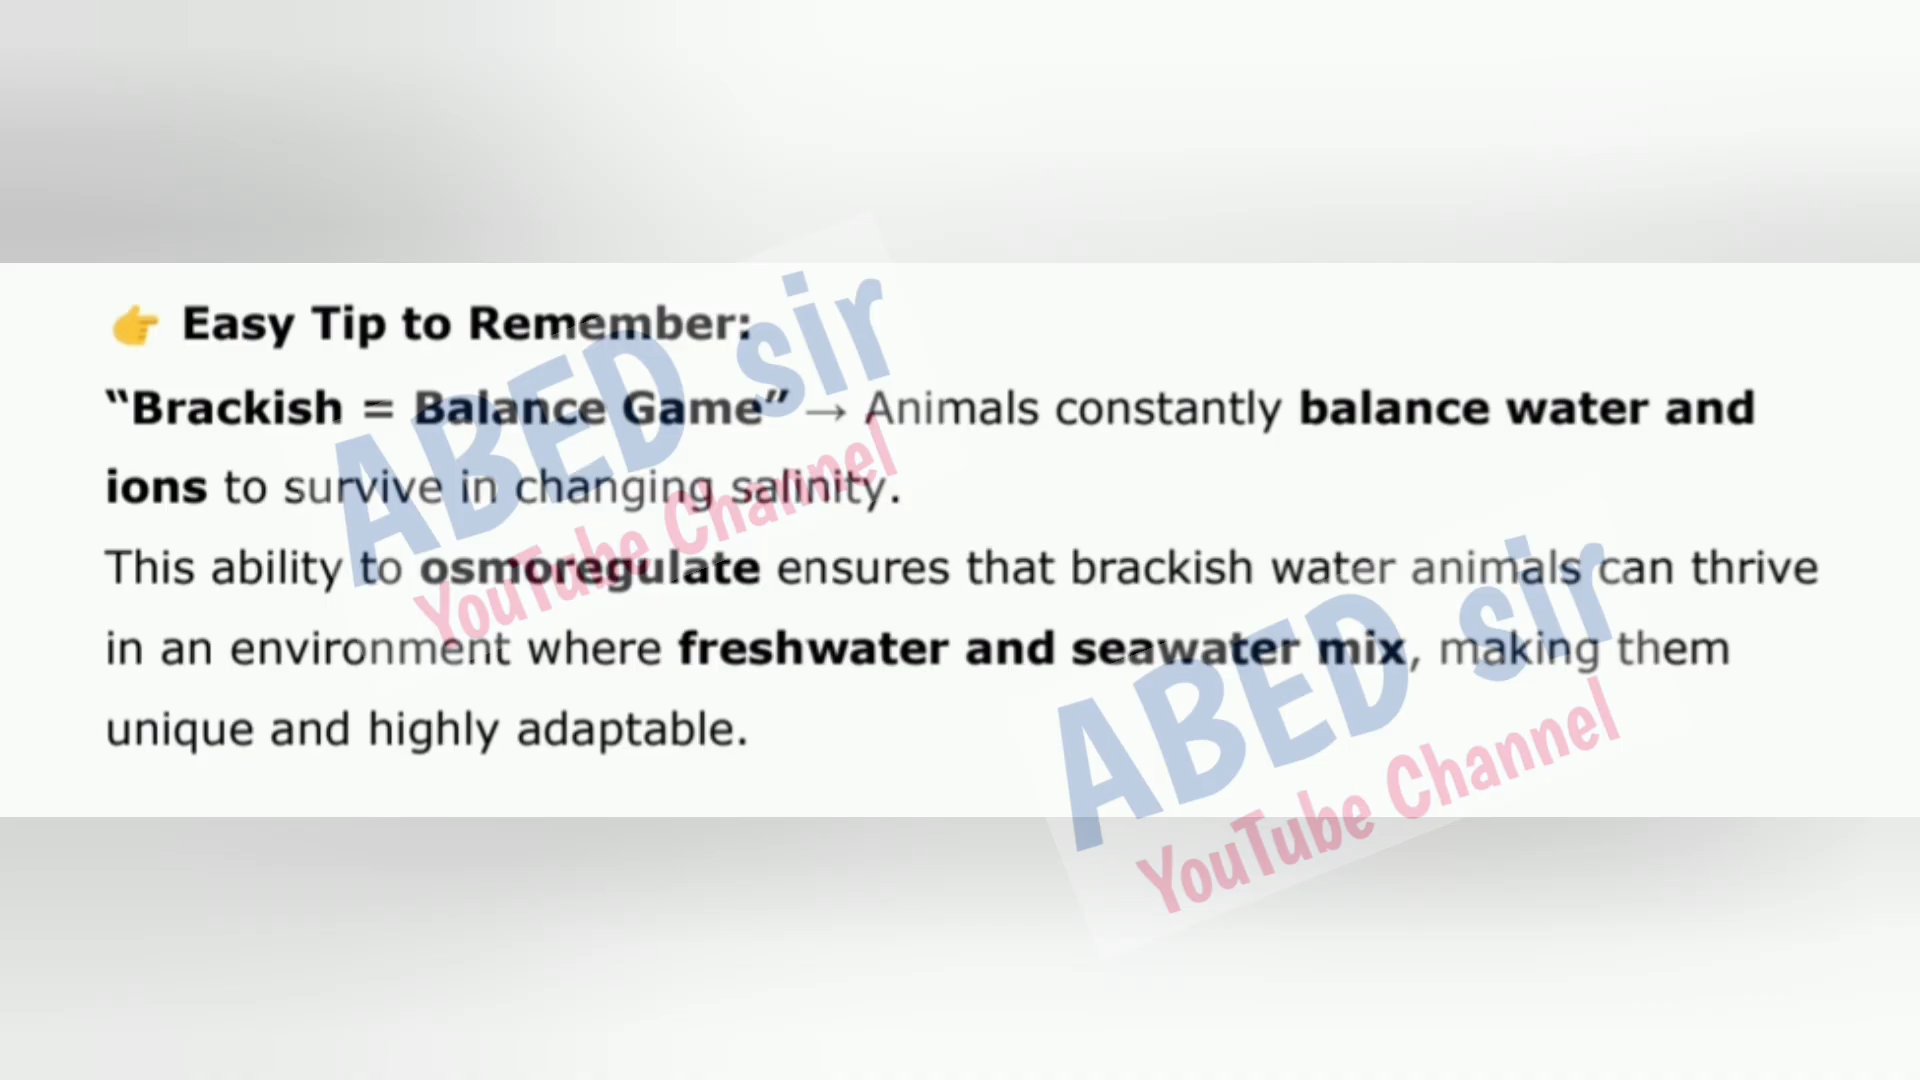 👉 Easy Tip to Remember:
“Brackish = Balance Game” → Animals constantly balance water and
ions to survive in changing salinity.
This ability to osmoregulate ensures that brackish water animals can thrive
in an environment where freshwater and seawater mix, making them
unique and highly adaptable.
ABED sir
YouTube Channel
ABED sir
YouTube Channel